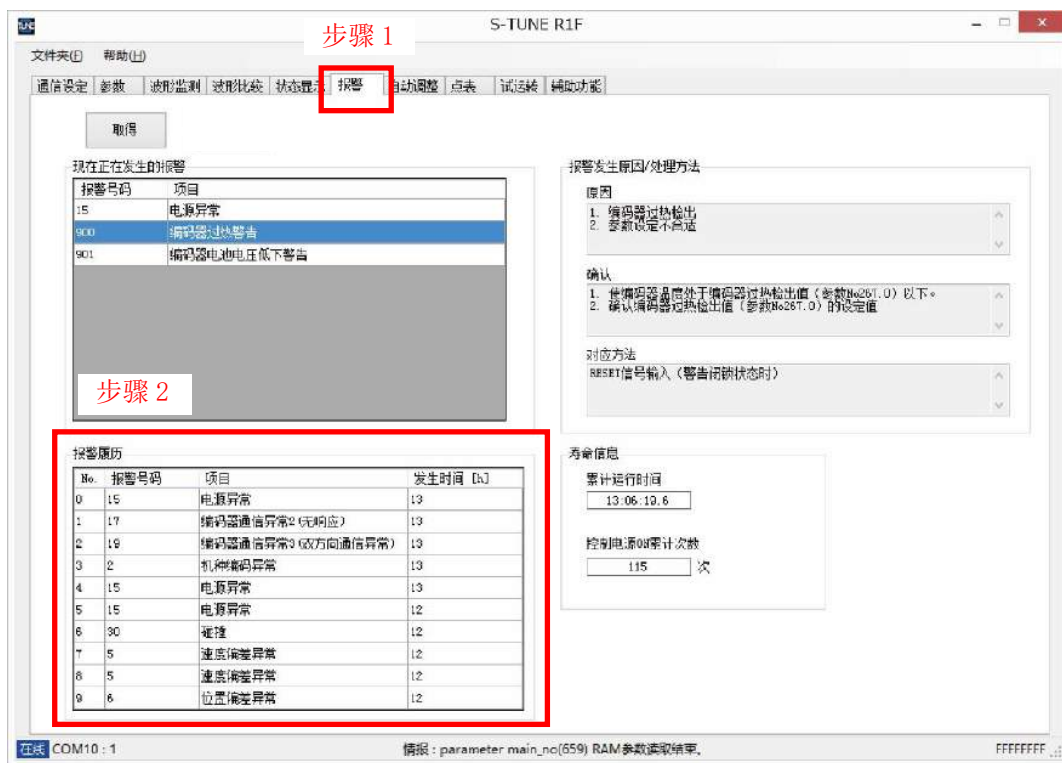 S-TUNE R1F
步骤 1
文件夹(F) 帮助(H)
通信设定 参数 波形监测 波形比较 状态显示 报警 自动调整 点表 试运转 辅助功能
取得
现在正在发生的报警
报警号码 项目
15 电源异常
900 编码器过热警告
901 编码器电池电压低下警告
步骤 2
报警发生原因/处理方法
原因
1. 编码器过热检出
2. 参数设定不合适
确认
1. 使编码器温度处于编码器过热检出值(参数No267.0)以下。
2. 确认编码器过热检出值(参数No267.0)的设定值
对应方法
RESET信号输入(警告闭锁状态时)
报警履历
No. 报警号码 项目 发生时间 [h]
0 15 电源异常 13
1 17 编码器通信异常2(无响应) 13
2 19 编码器通信异常3(双方向通信异常) 13
3 2 机种编码异常 13
4 15 电源异常 13
5 15 电源异常 12
6 30 碰撞 12
7 5 速度偏差异常 12
8 5 速度偏差异常 12
9 6 位置偏差异常 12
寿命信息
累计运行时间
13:06:19.6
控制电源ON累计次数
115 次
在线 COM10 : 1
情报 : parameter main_no(659) RAM参数读取结束。
FFFFFFFF